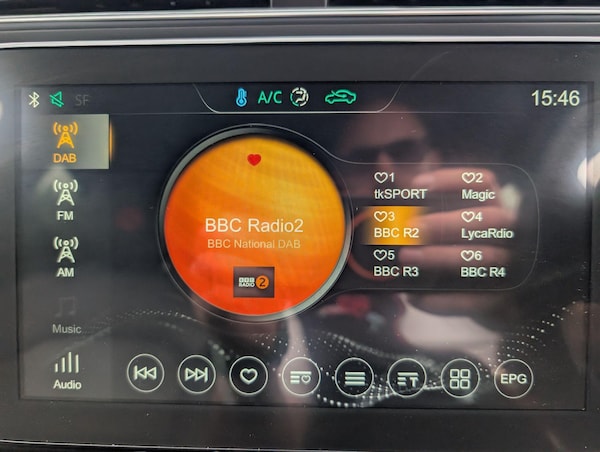 SF
A/C
15:46
DAB
FM
AM
Music
Audio
BBC Radio2
BBC National DAB
BBC
RADIO 2
1
tkSPORT
2
Magic
3
BBC R2
4
LycaRdio
5
BBC R3
6
BBC R4
T
EPG